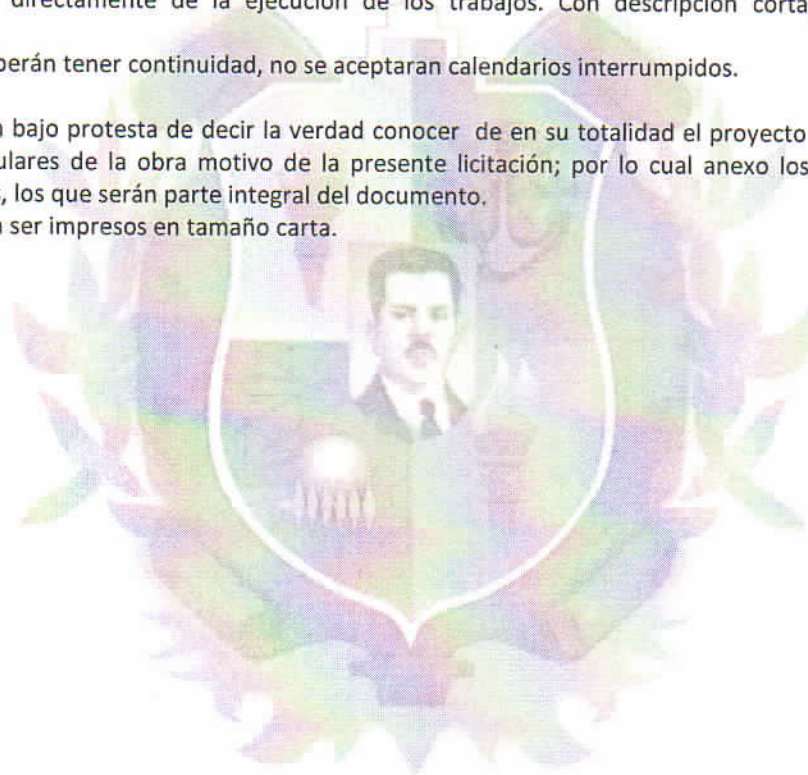 directamente de la ejecución de los trabajos. Con descripción corta
berán tener continuidad, no se aceptaran calendarios interrumpidos.
bajo protesta de decir la verdad conocer de en su totalidad el proyecto
ulares de la obra motivo de la presente licitación; por lo cual anexo los
, los que serán parte integral del documento.
ser impresos en tamaño carta.